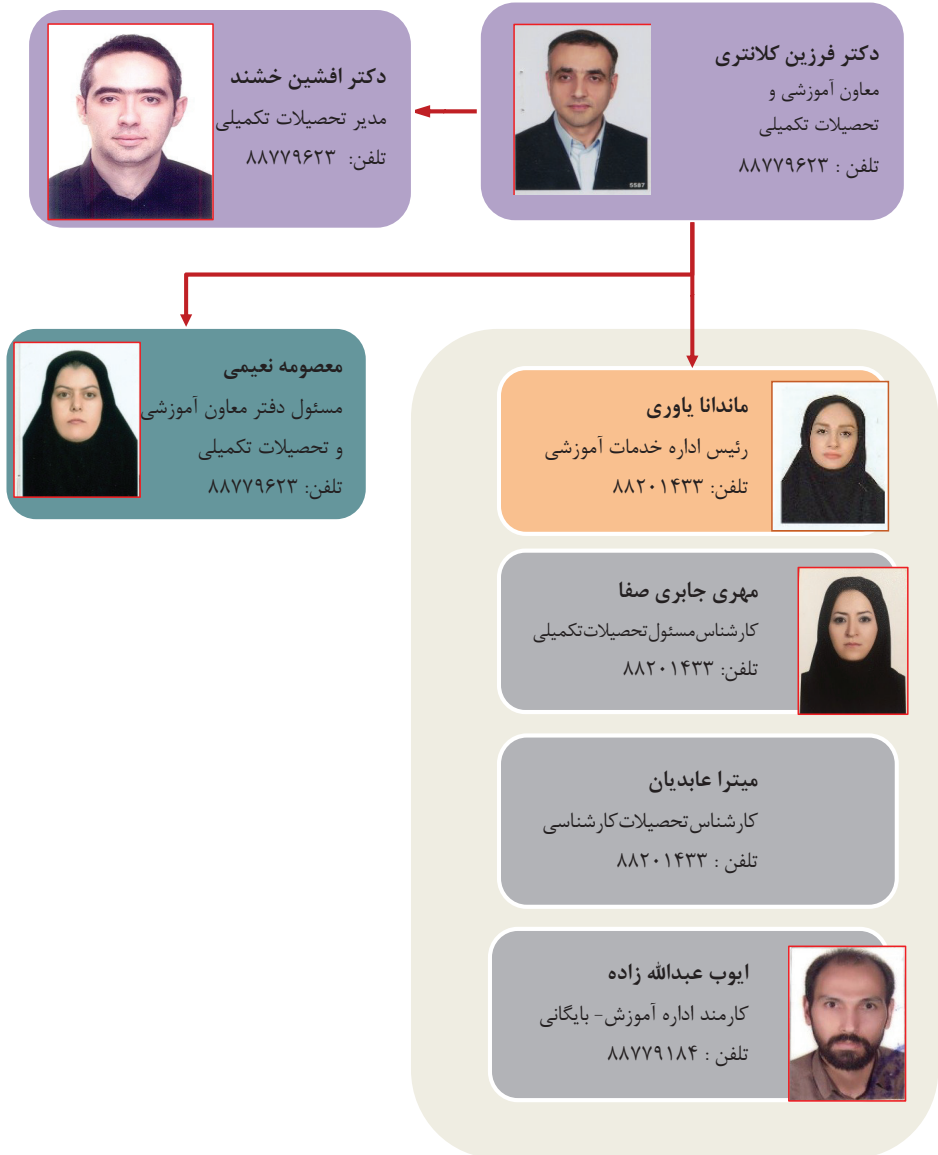 دکتر فرزین کلانتری
معاون آموزشی و
تحصیلات تکمیلی
تلفن : ۸۸۷۷۹۶۲۳
5587
دکتر افشین خشند
مدیر تحصیلات تکمیلی
تلفن: ۸۸۷۷۹۶۲۳
معصومه نعیمی
مسئول دفتر معاون آموزشی
و تحصیلات تکمیلی
تلفن: ۸۸۷۷۹۶۲۳
ماندانا یاوری
رئیس اداره خدمات آموزشی
تلفن: ۸۸۲۰۱۴۳۳
مهری جابری صفا
کارشناس مسئول تحصیلات تکمیلی
تلفن: ۸۸۲۰۱۴۳۳
میترا عابدیان
کارشناس تحصیلات کارشناسی
تلفن : ۸۸۲۰۱۴۳۳
ایوب عبدالله زاده
کارمند اداره آموزش- بایگانی
تلفن : ۸۸۷۷۹۱۸۴